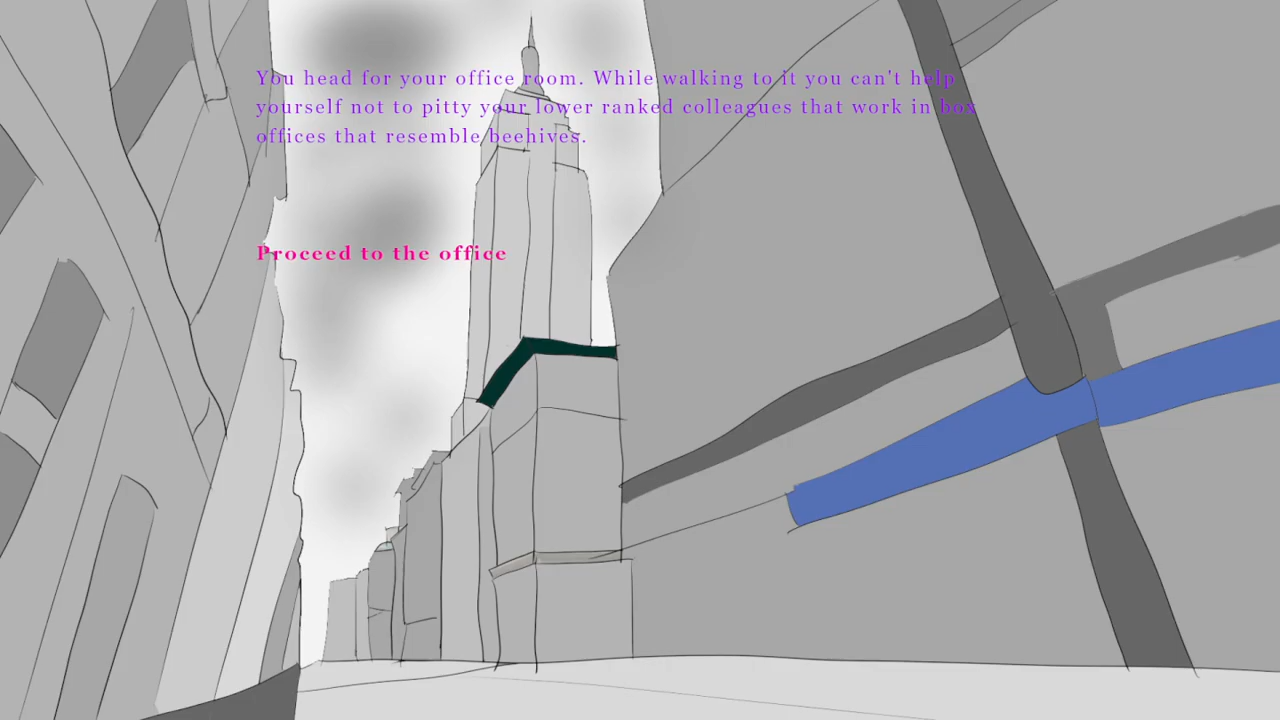 You head for your office room. While walking to it you can't help
yourself not to pitty your lower ranked colleagues that work in box
offices that resemble beehives.
Proceed to the office